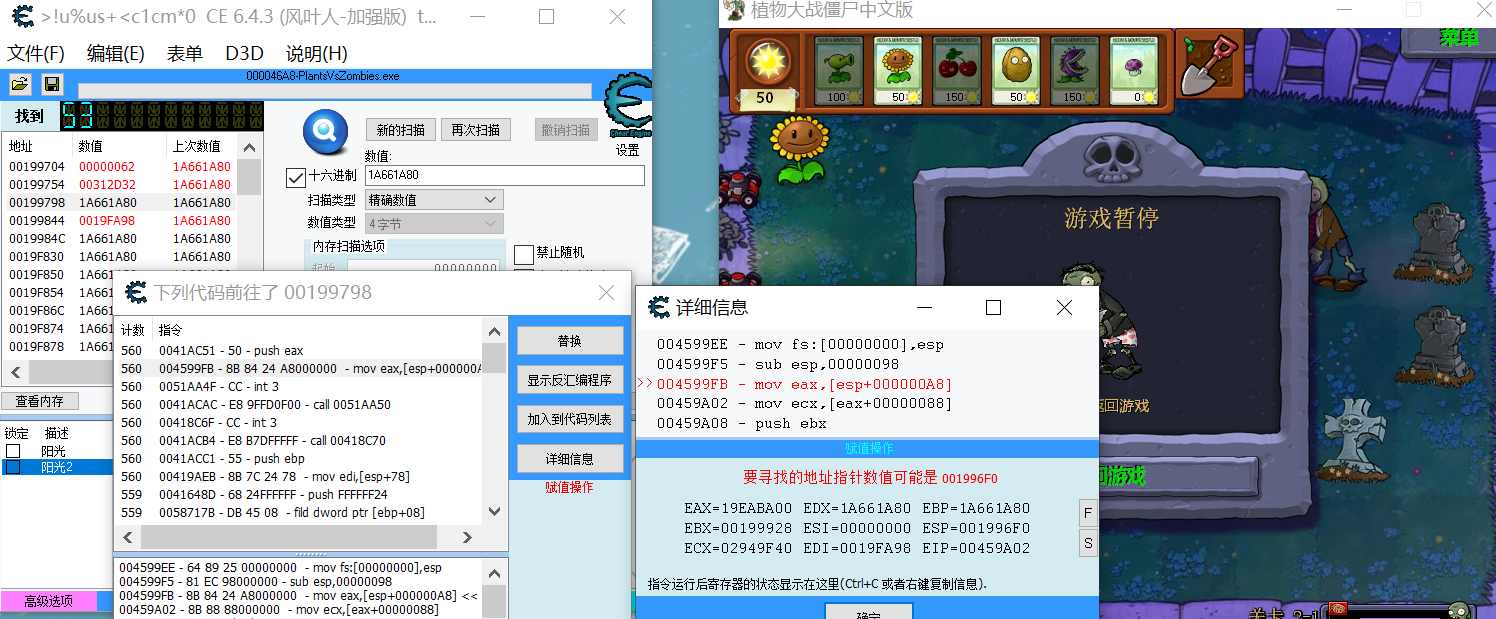 >!u%us+<c1cm*0 CE 6.4.3 (风叶人-加强版) t...
文件(F) 编辑(E) 表单 D3D 说明(H)
000046A8-PlantsVsZombies.exe
找到 43
新的扫描 再次扫描 撤销扫描
Cheat Engine
设置
地址 数值 上次数值
00199704 00000062 1A661A80
00199754 00312D32 1A661A80
00199798 1A661A80 1A661A80
00199844 0019FA98 1A661A80
0019984C 1A661A80 1A661A80
0019F830 1A661A80 1A661A80
0019F850
0019F854 1A661
0019F86C 1A661
0019F874 1A661
0019F878 1A661
数值:
十六进制 1A661A80
扫描类型 精确数值
数值类型 4 字节
内存扫描选项
起始 00000000
禁止随机
查看内存
锁定 描述
阳光
阳光2
高级选项
下列代码前往了 00199798
计数 指令
560 0041AC51 - 50 - push eax
560 004599FB - 8B 84 24 A8000000 - mov eax,[esp+000000A
560 0051AA4F - CC - int 3
560 0041ACAC - E8 9FFD0F00 - call 0051AA50
560 00418C6F - CC - int 3
560 0041ACB4 - E8 B7DFFFFF - call 00418C70
560 0041ACC1 - 55 - push ebp
560 00419AEB - 8B 7C 24 78 - mov edi,[esp+78]
559 0041648D - 68 24FFFFFF - push FFFFFF24
559 0058717B - DB 45 08 - fild dword ptr [ebp+08]
替换
显示反汇编程序
加入到代码列表
详细信息
赋值操作
004599EE - 64 89 25 00000000 - mov fs:[00000000],esp
004599F5 - 81 EC 98000000 - sub esp,00000098
004599FB - 8B 84 24 A8000000 - mov eax,[esp+000000A8] <<
00459A02 - 8B 88 88000000 - mov ecx,[eax+00000088]
详细信息
004599EE - mov fs:[00000000],esp
004599F5 - sub esp,00000098
>>004599FB - mov eax,[esp+000000A8]
00459A02 - mov ecx,[eax+00000088]
00459A08 - push ebx
赋值操作
要寻找的地址指针数值可能是 001996F0
EAX=19EABA00 EDX=1A661A80 EBP=1A661A80
EBX=00199928 ESI=00000000 ESP=001996F0
ECX=02949F40 EDI=0019FA98 EIP=00459A02
F
S
指令运行后寄存器的状态显示在这里(Ctrl+C 或者右键复制信息).
确定
植物大战僵尸中文版
菜单
50
100 50 150 50 150 0
游戏暂停
返回游戏
回游戏
关卡 2-1